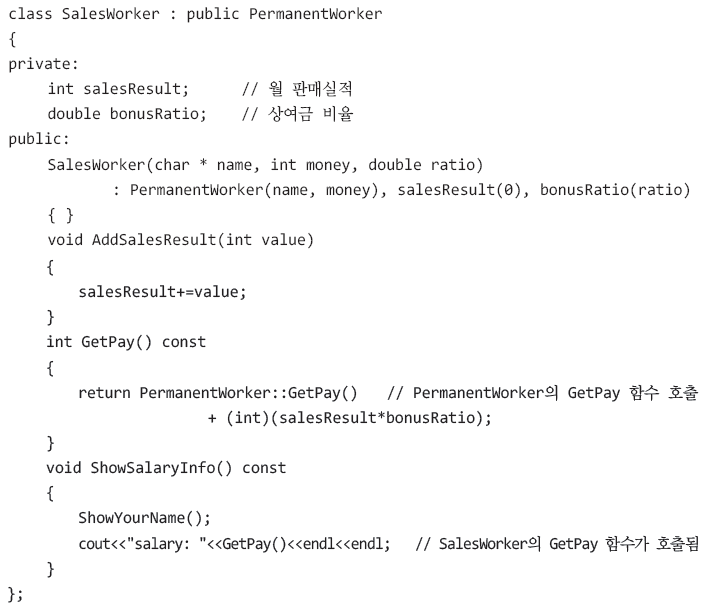 class SalesWorker : public PermanentWorker
{
private:
    int salesResult;      // 월 판매실적
    double bonusRatio;    // 상여금 비율
public:
    SalesWorker(char * name, int money, double ratio)
            : PermanentWorker(name, money), salesResult(0), bonusRatio(ratio)
    { }
    void AddSalesResult(int value)
    {
        salesResult+=value;
    }
    int GetPay() const
    {
        return PermanentWorker::GetPay()   // PermanentWorker의 GetPay 함수 호출
                    + (int)(salesResult*bonusRatio);
    }
    void ShowSalaryInfo() const
    {
        ShowYourName();
        cout<<"salary: "<<GetPay()<<endl<<endl;   // SalesWorker의 GetPay 함수가 호출됨
    }
};